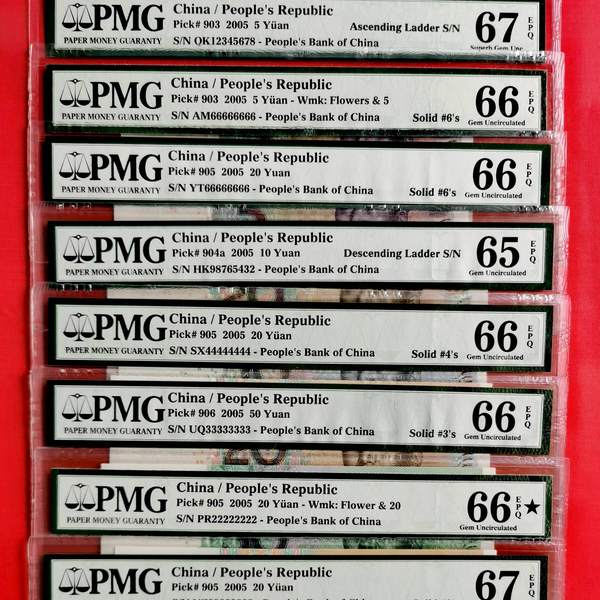 PMG
PAPER MONEY GUARANTY
China / People's Republic
Pick# 903 2005 5 Yüan
Ascending Ladder S/N
S/N OK12345678 - People's Bank of China
67 EPQ
Superb Gem Unc
PMG
PAPER MONEY GUARANTY
China / People's Republic
Pick# 903 2005 5 Yüan - Wmk: Flowers & 5
S/N AM66666666 - People's Bank of China
Solid #6's
66 EPQ
Gem Uncirculated
PMG
PAPER MONEY GUARANTY
China / People's Republic
Pick# 905 2005 20 Yuan
S/N YT66666666 - People's Bank of China
Solid #6's
66 EPQ
Gem Uncirculated
PMG
PAPER MONEY GUARANTY
China / People's Republic
Pick# 904a 2005 10 Yuan
Descending Ladder S/N
S/N HK98765432 - People's Bank of China
65 EPQ
Gem Uncirculated
PMG
PAPER MONEY GUARANTY
China / People's Republic
Pick# 905 2005 20 Yüan
S/N SX44444444 - People's Bank of China
Solid #4's
66 EPQ
Gem Uncirculated
PMG
PAPER MONEY GUARANTY
China / People's Republic
Pick# 906 2005 50 Yüan
S/N UQ33333333 - People's Bank of China
Solid #3's
66 EPQ
Gem Uncirculated
PMG
PAPER MONEY GUARANTY
China / People's Republic
Pick# 905 2005 20 Yüan - Wmk: Flower & 20
S/N PR22222222 - People's Bank of China
66 EPQ★
Gem Uncirculated
PMG
China / People's Republic
Pick# 905 2005 20 Yüan
67 EPQ